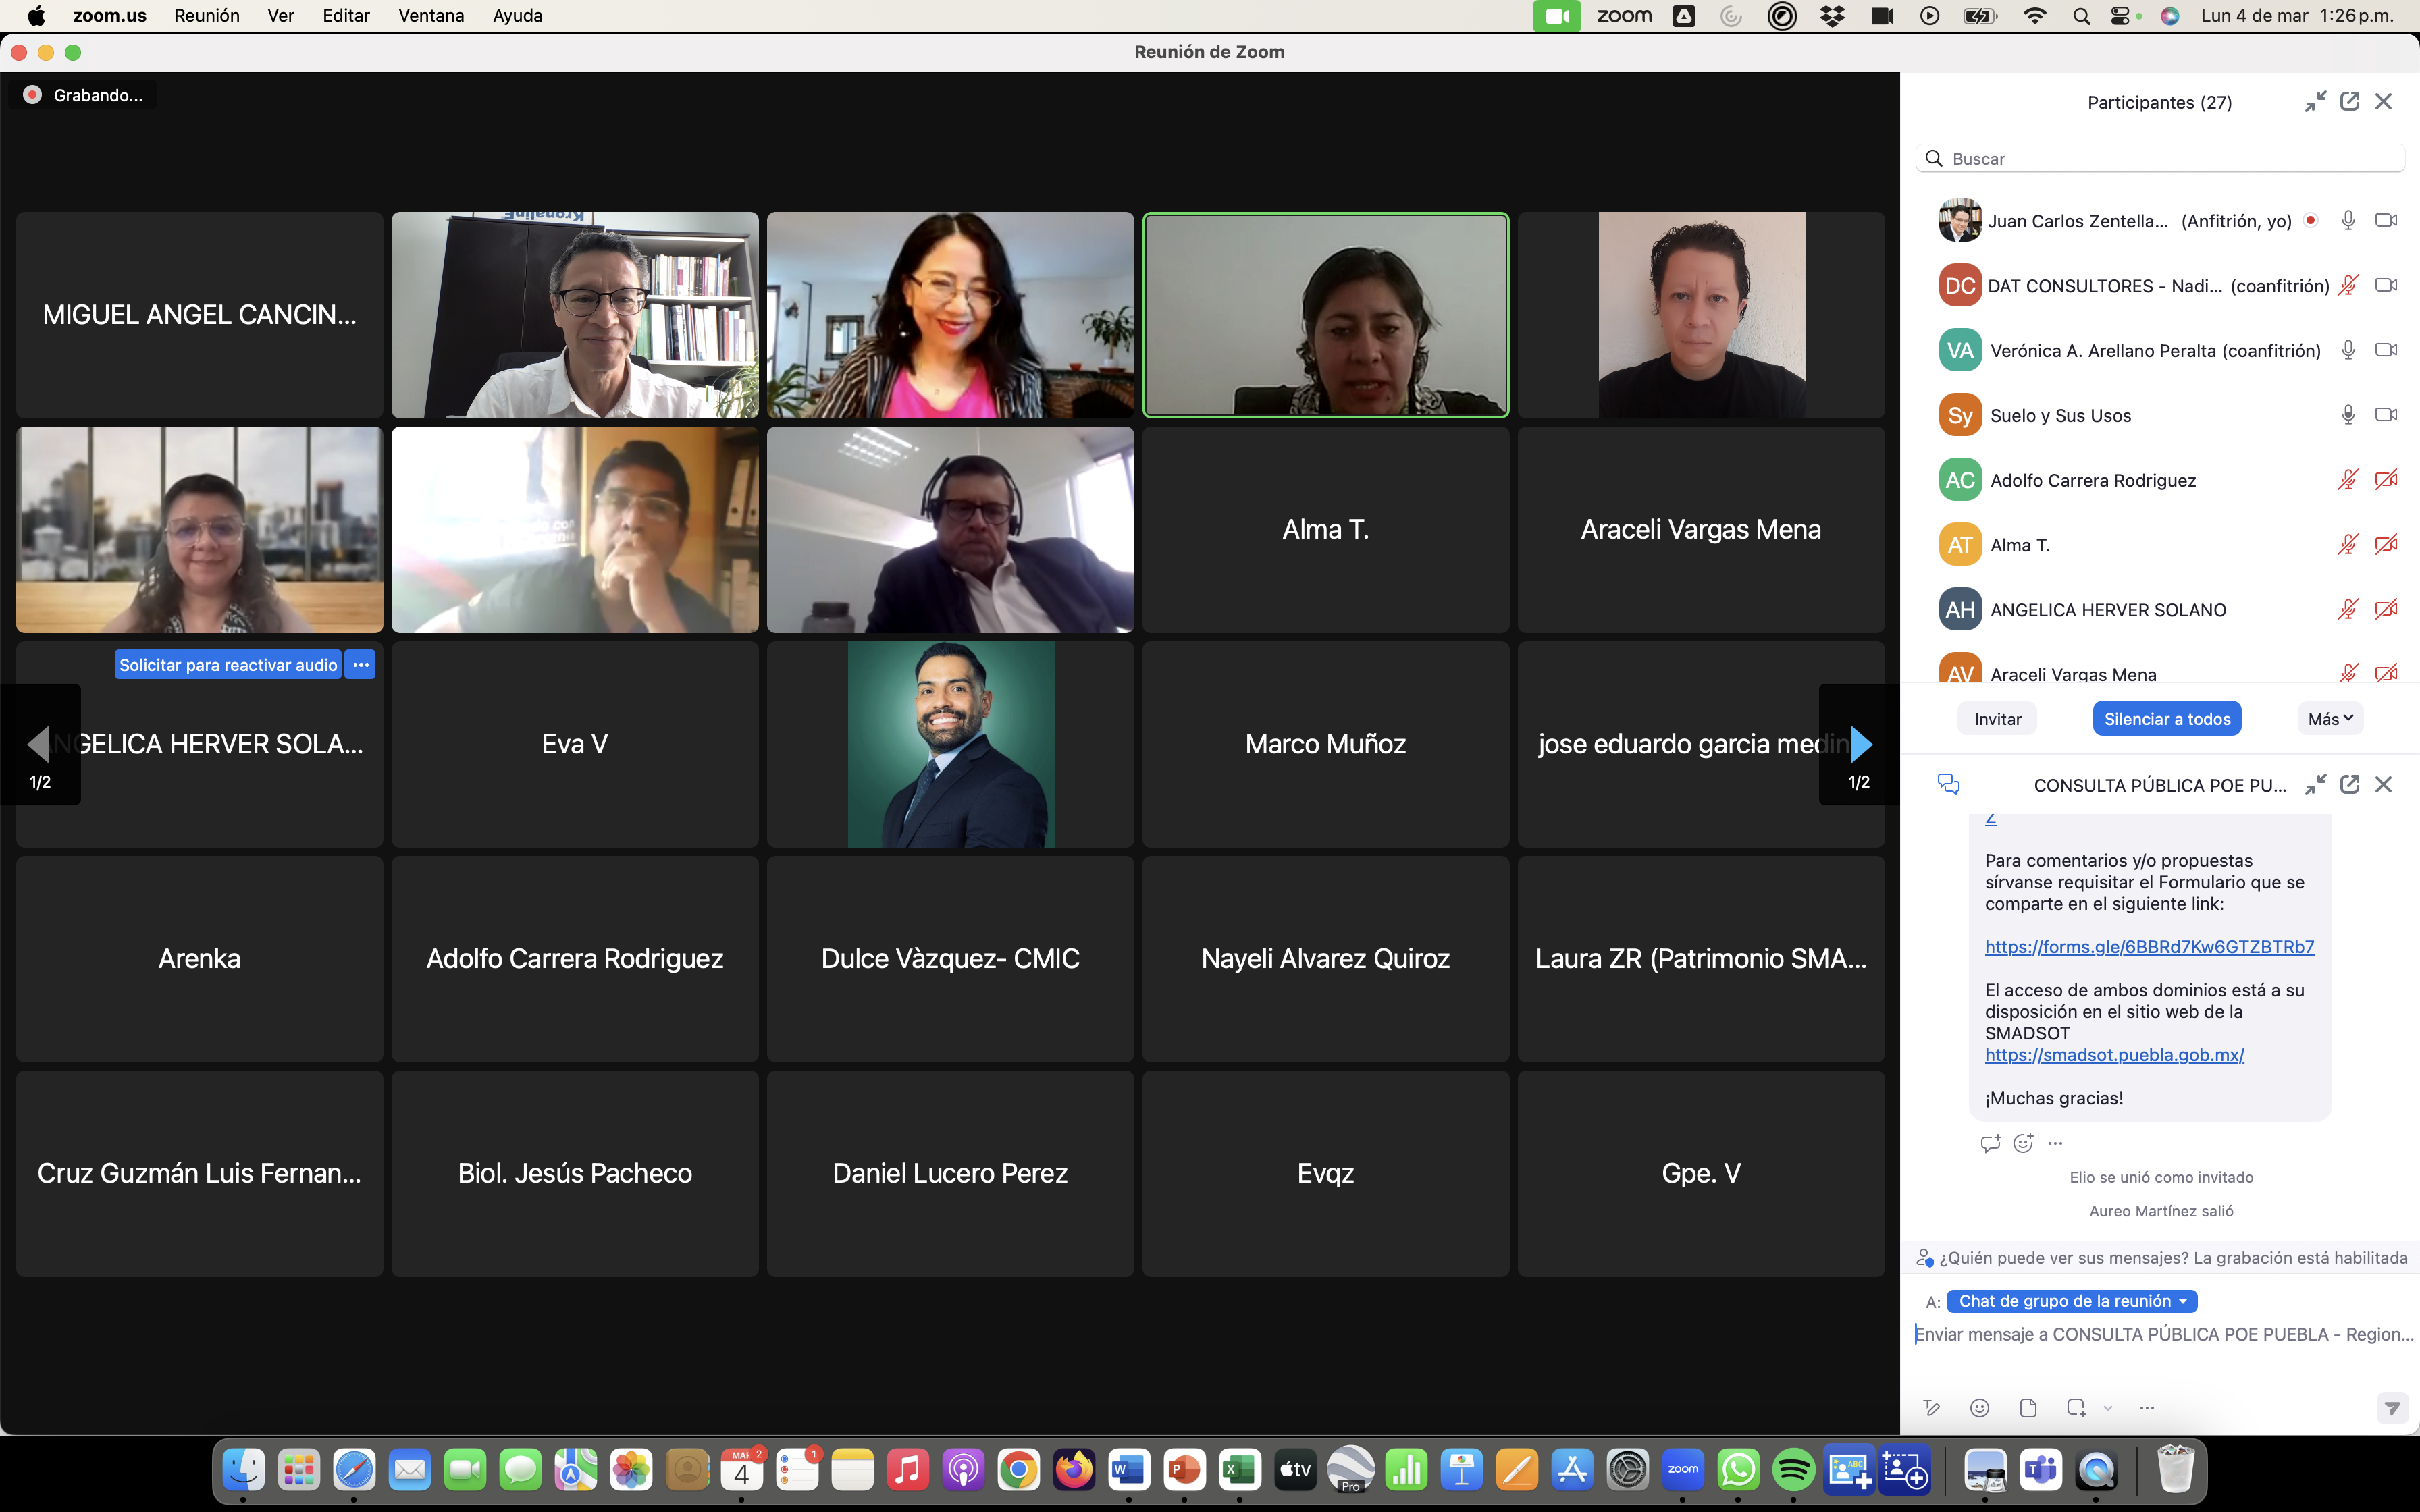 zoom.us Reunión Ver Editar Ventana Ayuda
zoom
Lun 4 de mar 1:26 p.m.
Reunión de Zoom
Grabando...
MIGUEL ANGEL CANCIN...
Alma T.
Araceli Vargas Mena
Solicitar para reactivar audio
NGELICA HERVER SOLA...
1/2
Eva V
Marco Muñoz
jose eduardo garcia medin
1/2
Arenka
Adolfo Carrera Rodriguez
Dulce Vàzquez- CMIC
Nayeli Alvarez Quiroz
Laura ZR (Patrimonio SMA...
Cruz Guzmán Luis Fernan...
Biol. Jesús Pacheco
Daniel Lucero Perez
Evqz
Gpe. V
Participantes (27)
Buscar
Juan Carlos Zentella... (Anfitrión, yo)
DC DAT CONSULTORES - Nadi... (coanfitrión)
VA Verónica A. Arellano Peralta (coanfitrión)
Sy Suelo y Sus Usos
AC Adolfo Carrera Rodriguez
AT Alma T.
AH ANGELICA HERVER SOLANO
AV Araceli Vargas Mena
Invitar
Silenciar a todos
Más
CONSULTA PÚBLICA POE PU...
Z
Para comentarios y/o propuestas
sírvanse requisitar el Formulario que se
comparte en el siguiente link:
https://forms.gle/6BBRd7Kw6GTZBTRb7
El acceso de ambos dominios está a su
disposición en el sitio web de la
SMADSOT
https://smadsot.puebla.gob.mx/
¡Muchas gracias!
Elio se unió como invitado
Aureo Martínez salió
¿Quién puede ver sus mensajes? La grabación está habilitada
A: Chat de grupo de la reunión
Enviar mensaje a CONSULTA PÚBLICA POE PUEBLA - Region...
MAR 2
4
1
W
P
X
tv
Pro
zoom
ABC
T